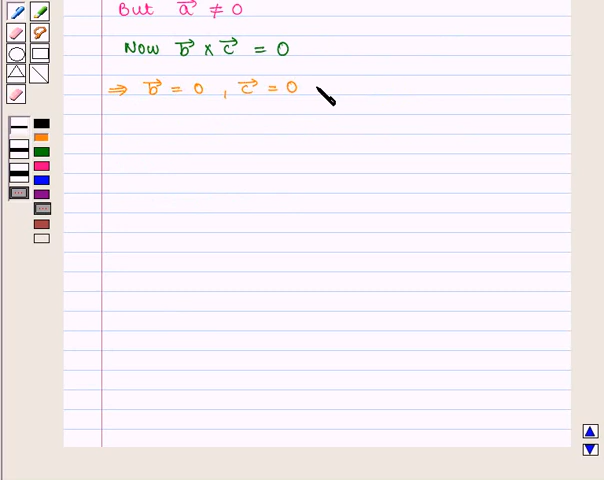 But a⃗ ≠ 0
Now b⃗ × c⃗ = 0
⇒ b⃗ = 0 , c⃗ = 0